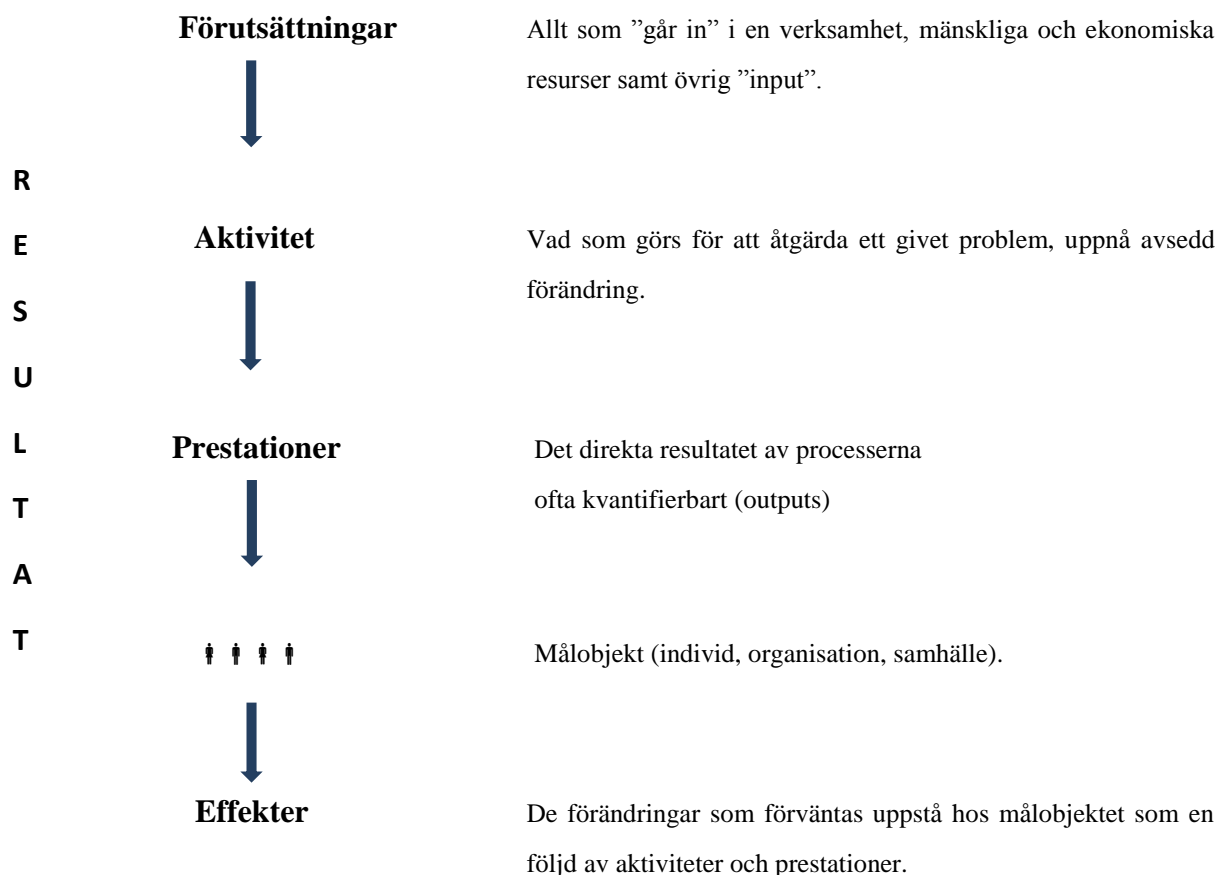 Förutsättningar
Allt som ”går in” i en verksamhet, mänskliga och ekonomiska
resurser samt övrig ”input”.
R
E
S
U
L
T
A
T
Aktivitet
Vad som görs för att åtgärda ett givet problem, uppnå avsedd
förändring.
Prestationer
Det direkta resultatet av processerna
ofta kvantifierbart (outputs)
Målobjekt (individ, organisation, samhälle).
Effekter
De förändringar som förväntas uppstå hos målobjektet som en
följd av aktiviteter och prestationer.